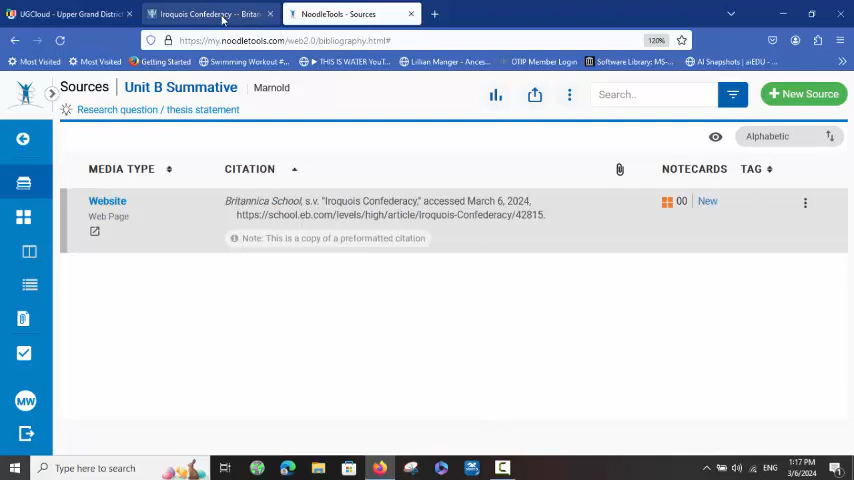 UGCloud - Upper Grand District
Iroquois Confederacy -- Britan
NoodleTools - Sources
https://my.noodletools.com/web2.0/bibliography.html#
120%
Most Visited
Most Visited
Getting Started
Swimming Workout #...
▶ THIS IS WATER YouT...
Lillian Manger - Ances...
OTIP Member Login
Software Library: MS-...
AI Snapshots | aiEDU -...
Sources
Unit B Summative
Marnold
Search..
+ New Source
Research question / thesis statement
Alphabetic
MEDIA TYPE
CITATION
NOTECARDS
TAG
Website
Britannica School, s.v. "Iroquois Confederacy," accessed March 6, 2024,
00
New
Web Page
https://school.eb.com/levels/high/article/Iroquois-Confederacy/42815.
Note: This is a copy of a preformatted citation
MW
Type here to search
ENG
1:17 PM
3/6/2024
1